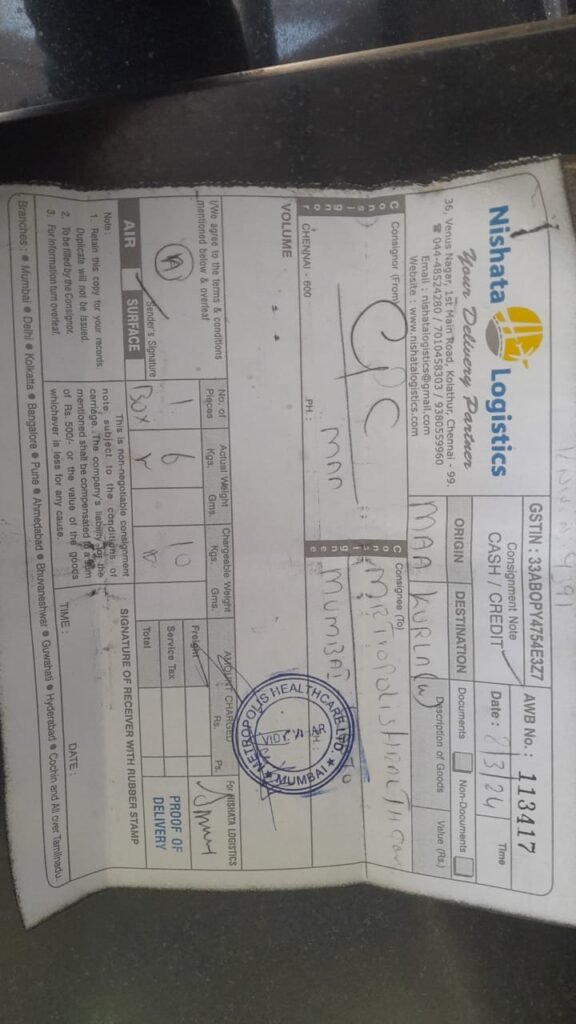 Nishata Logistics
Your Delivery Partner
36, Venus Nagar, 1st Main Road, Kolathur, Chennai - 99.
☎ 044-48524280 / 7010458303 / 9380559960
Email : nishatalogistics@gmail.com
Website : www.nishatalogistics.com
GSTIN : 33ABOPY4754E3Z7
Consignment Note
CASH / CREDIT
AWB No. : 113417
Date : /3/24
Time
ORIGIN
DESTINATION
Documents
Non-Documents
MAA
KURLA (W)
Description of Goods
Value (Rs.)
Consignor
Consignor (From)
CPC
MAA
CHENNAI - 600
PH. :
Consignee
Consignee (To)
METROPOLIS HEALTH CARE
MUMBAI
METROPOLIS HEALTHCARE LTD.
★ MUMBAI ★
VOLUME
I/We agree to the terms & conditions
mentioned below & overleaf
A
Sender's Signature
No. of
Pieces
Actual Weight
Kgs. Gms.
Chargeable Weight
Kgs. Gms.
AMOUNT CHARGED
Rs. Ps.
1
6
10
Box
Freight
Service Tax
Total
For NISHATA LOGISTICS
PROOF OF
DELIVERY
AIR
SURFACE
Note :
1. Retain this copy for your records.
Duplicate will not be issued.
2. To be filled by the Consignor.
3. For information turn overleaf.
This is non-negotiable consignment
note subject to the conditions of
carriage. The company's liability for the
mentioned shall be compensated to a sum
of Rs. 500/- or the value of the goods
whichever is less for any cause.
SIGNATURE OF RECEIVER WITH RUBBER STAMP
TIME :
DATE :
Branches : ● Mumbai ● Delhi ● Kolkatta ● Bangalore ● Pune ● Ahmedabad ● Bhuvaneshwar ● Guwahati ● Hyderabad ● Cochin and All over Tamilnadu.